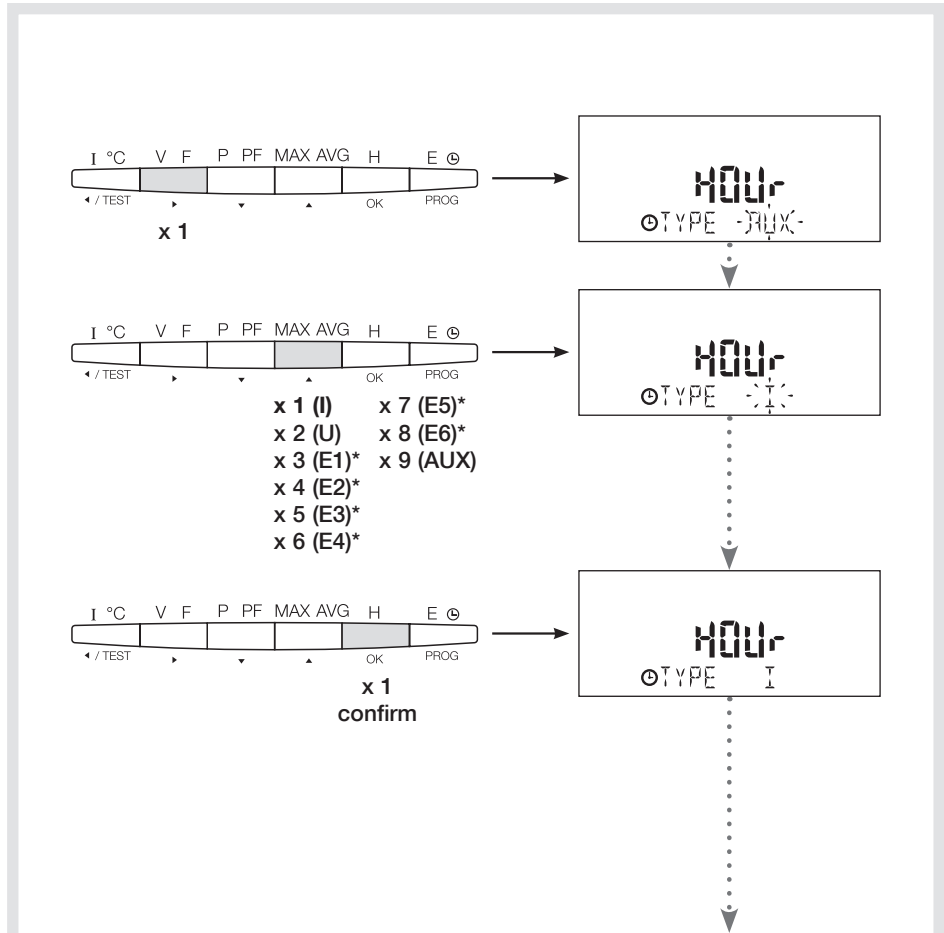 I °C V F P PF MAX AVG H E
/ TEST OK PROG
x 1
HOUr
TYPE AUX
I °C V F P PF MAX AVG H E
/ TEST OK PROG
x 1 (I) x 7 (E5)*
x 2 (U) x 8 (E6)*
x 3 (E1)* x 9 (AUX)
x 4 (E2)*
x 5 (E3)*
x 6 (E4)*
HOUr
TYPE I
I °C V F P PF MAX AVG H E
/ TEST OK PROG
x 1
confirm
HOUr
TYPE I